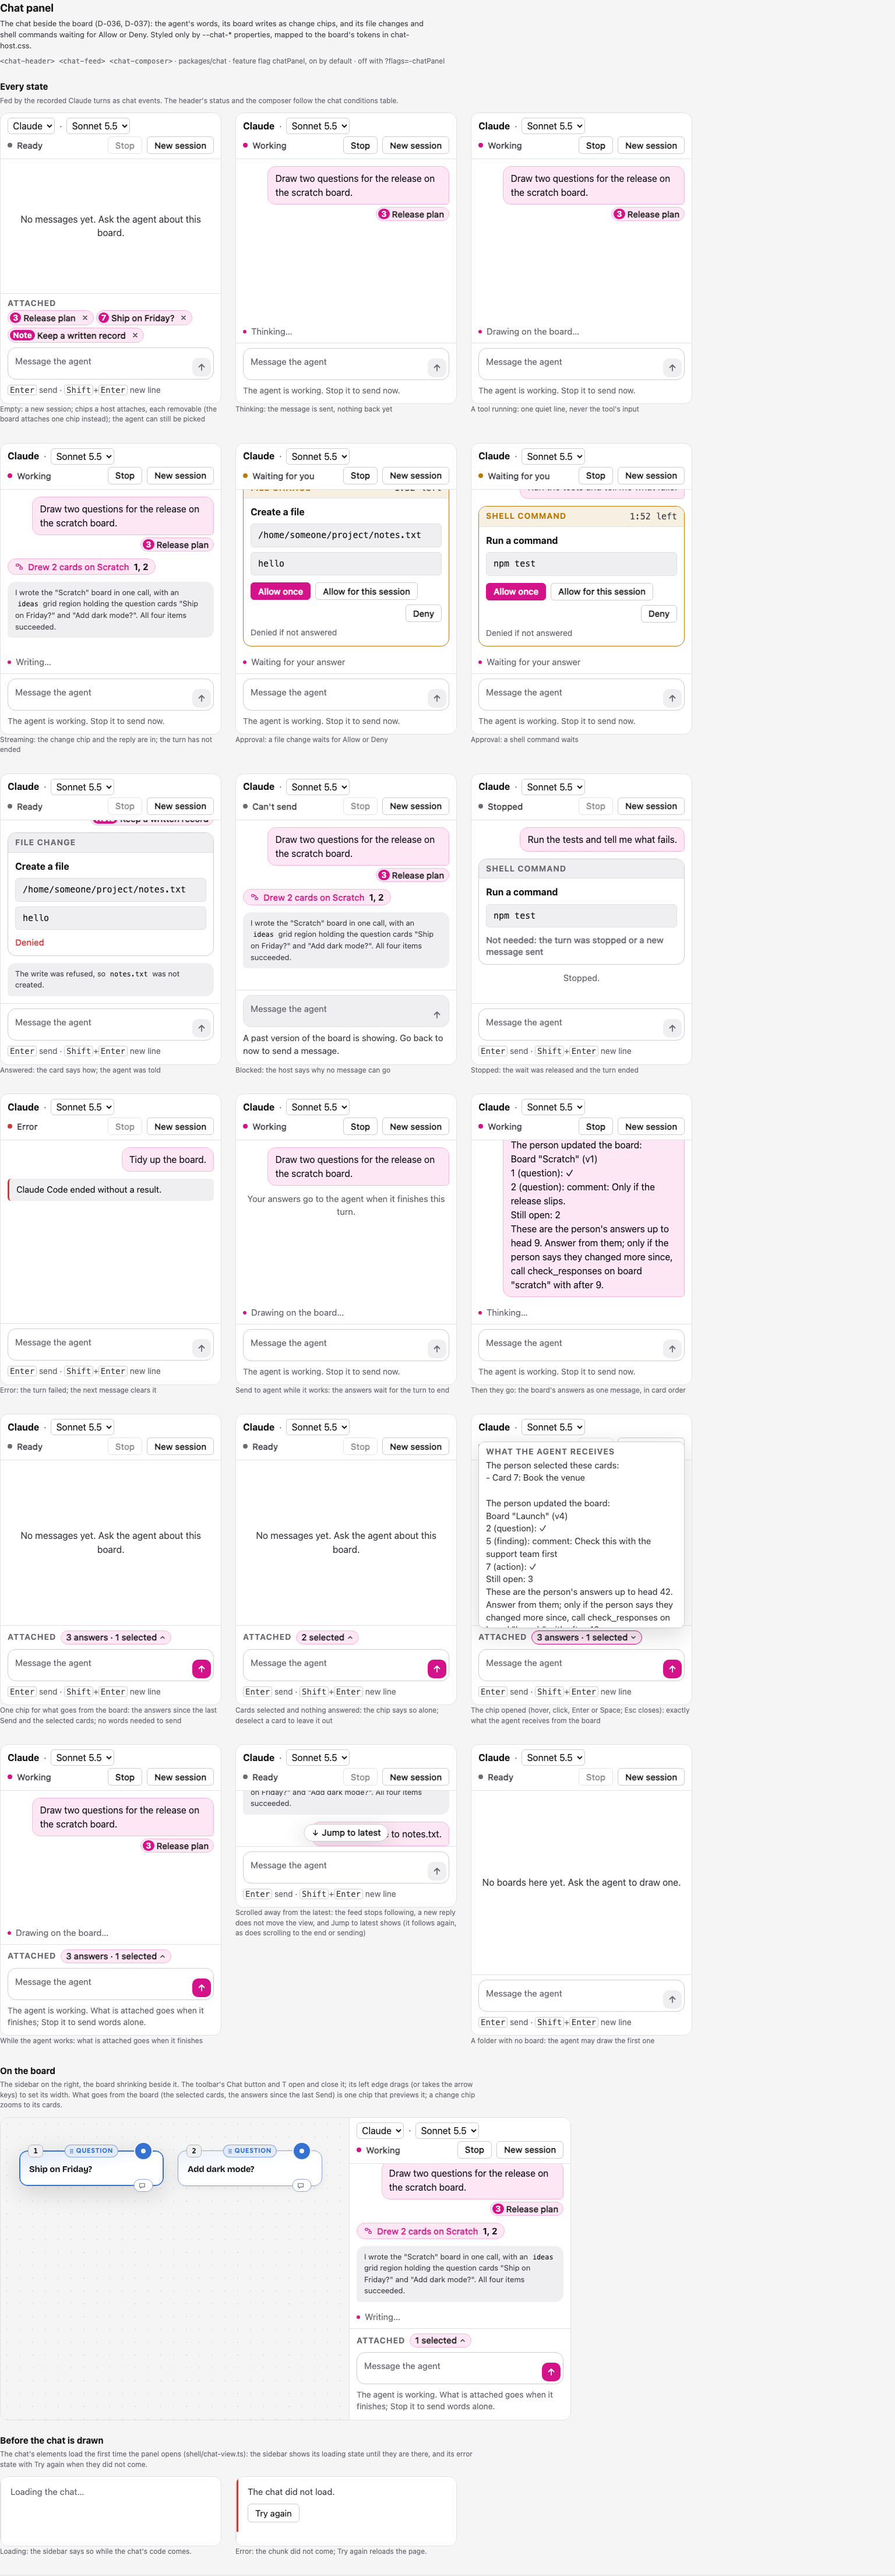 Chat panel
The chat beside the board (D-036, D-037): the agent's words, its board writes as change chips, and its file changes and
shell commands waiting for Allow or Deny. Styled only by --chat-* properties, mapped to the board's tokens in chat-
host.css.
<chat-header> <chat-feed> <chat-composer> · packages/chat · feature flag chatPanel, on by default · off with ?flags=-chatPanel
Every state
Fed by the recorded Claude turns as chat events. The header's status and the composer follow the chat conditions table.
Claude · Sonnet 5.5
Ready Stop New session
No messages yet. Ask the agent about this
board.
ATTACHED
3 Release plan × 7 Ship on Friday? ×
Note Keep a written record ×
Message the agent
Enter send · Shift+Enter new line
Empty: a new session; chips a host attaches, each removable (the
board attaches one chip instead); the agent can still be picked
Claude · Sonnet 5.5
Working Stop New session
Draw two questions for the release on
the scratch board.
3 Release plan
Thinking…
Message the agent
The agent is working. Stop it to send now.
Thinking: the message is sent, nothing back yet
Claude · Sonnet 5.5
Working Stop New session
Draw two questions for the release on
the scratch board.
3 Release plan
Drawing on the board…
Message the agent
The agent is working. Stop it to send now.
A tool running: one quiet line, never the tool's input
Claude · Sonnet 5.5
Working Stop New session
Draw two questions for the release on
the scratch board.
3 Release plan
Drew 2 cards on Scratch 1, 2
I wrote the "Scratch" board in one call, with an
ideas grid region holding the question cards "Ship
on Friday?" and "Add dark mode?". All four items
succeeded.
Writing…
Message the agent
The agent is working. Stop it to send now.
Streaming: the change chip and the reply are in; the turn has not
ended
Claude · Sonnet 5.5
Waiting for you Stop New session
Create a file
/home/someone/project/notes.txt
hello
Allow once Allow for this session
Deny
Denied if not answered
Waiting for your answer
Message the agent
The agent is working. Stop it to send now.
Approval: a file change waits for Allow or Deny
Claude · Sonnet 5.5
Waiting for you Stop New session
SHELL COMMAND 1:52 left
Run a command
npm test
Allow once Allow for this session
Deny
Denied if not answered
Waiting for your answer
Message the agent
The agent is working. Stop it to send now.
Approval: a shell command waits
Claude · Sonnet 5.5
Ready Stop New session
FILE CHANGE
Create a file
/home/someone/project/notes.txt
hello
Denied
The write was refused, so notes.txt was not
created.
Message the agent
Enter send · Shift+Enter new line
Answered: the card says how; the agent was told
Claude · Sonnet 5.5
Can't send Stop New session
Draw two questions for the release on
the scratch board.
3 Release plan
Drew 2 cards on Scratch 1, 2
I wrote the "Scratch" board in one call, with an
ideas grid region holding the question cards "Ship
on Friday?" and "Add dark mode?". All four items
succeeded.
Message the agent
A past version of the board is showing. Go back to
now to send a message.
Blocked: the host says why no message can go
Claude · Sonnet 5.5
Stopped Stop New session
Run the tests and tell me what fails.
SHELL COMMAND
Run a command
npm test
Not needed: the turn was stopped or a new
message sent
Stopped.
Message the agent
Enter send · Shift+Enter new line
Stopped: the wait was released and the turn ended
Claude · Sonnet 5.5
Error Stop New session
Tidy up the board.
Claude Code ended without a result.
Message the agent
Enter send · Shift+Enter new line
Error: the turn failed; the next message clears it
Claude · Sonnet 5.5
Working Stop New session
Draw two questions for the release on
the scratch board.
Your answers go to the agent when it finishes this
turn.
Drawing on the board…
Message the agent
The agent is working. Stop it to send now.
Send to agent while it works: the answers wait for the turn to end
Claude · Sonnet 5.5
Working Stop New session
The person updated the board:
Board "Scratch" (v1)
1 (question): ✓
2 (question): comment: Only if the
release slips.
Still open: 2
These are the person's answers up to
head 9. Answer from them; only if the
person says they changed more since,
call check_responses on board
"scratch" with after 9.
Thinking…
Message the agent
The agent is working. Stop it to send now.
Then they go: the board's answers as one message, in card order
Claude · Sonnet 5.5
Ready Stop New session
No messages yet. Ask the agent about this
board.
ATTACHED 3 answers · 1 selected
Message the agent
Enter send · Shift+Enter new line
One chip for what goes from the board: the answers since the last
Send and the selected cards; no words needed to send
Claude · Sonnet 5.5
Ready Stop New session
No messages yet. Ask the agent about this
board.
ATTACHED 2 selected
Message the agent
Enter send · Shift+Enter new line
Cards selected and nothing answered: the chip says so alone;
deselect a card to leave it out
Claude · Sonnet 5.5
WHAT THE AGENT RECEIVES
The person selected these cards:
- Card 7: Book the venue
The person updated the board:
Board "Launch" (v4)
2 (question): ✓
5 (finding): comment: Check this with the
support team first
7 (action): ✓
Still open: 3
These are the person's answers up to head 42.
Answer from them; only if the person says they
changed more since, call check_responses on
ATTACHED 3 answers · 1 selected
Message the agent
Enter send · Shift+Enter new line
The chip opened (hover, click, Enter or Space; Esc closes): exactly
what the agent receives from the board
Claude · Sonnet 5.5
Working Stop New session
Draw two questions for the release on
the scratch board.
3 Release plan
Drawing on the board…
ATTACHED 3 answers · 1 selected
Message the agent
The agent is working. What is attached goes when it
finishes; Stop to send words alone.
While the agent works: what is attached goes when it finishes
Claude · Sonnet 5.5
Ready Stop New session
on Friday?" and "Add dark mode?". All four items
succeeded.
↓ Jump to latest to notes.txt.
Message the agent
Enter send · Shift+Enter new line
Scrolled away from the latest: the feed stops following, a new reply
does not move the view, and Jump to latest shows (it follows again,
as does scrolling to the end or sending)
Claude · Sonnet 5.5
Ready Stop New session
No boards here yet. Ask the agent to draw one.
Message the agent
Enter send · Shift+Enter new line
A folder with no board: the agent may draw the first one
On the board
The sidebar on the right, the board shrinking beside it. The toolbar's Chat button and T open and close it; its left edge drags (or takes the arrow
keys) to set its width. What goes from the board (the selected cards, the answers since the last Send) is one chip that previews it; a change chip
zooms to its cards.
1 QUESTION
Ship on Friday?
2 QUESTION
Add dark mode?
Claude · Sonnet 5.5
Working Stop New session
Draw two questions for the release on
the scratch board.
3 Release plan
Drew 2 cards on Scratch 1, 2
I wrote the "Scratch" board in one call, with an ideas
grid region holding the question cards "Ship on
Friday?" and "Add dark mode?". All four items
succeeded.
Writing…
ATTACHED 1 selected
Message the agent
The agent is working. What is attached goes when it
finishes; Stop it to send words alone.
Before the chat is drawn
The chat's elements load the first time the panel opens (shell/chat-view.ts): the sidebar shows its loading state until they are there, and its error
state with Try again when they did not come.
Loading the chat…
Loading: the sidebar says so while the chat's code comes.
The chat did not load.
Try again
Error: the chunk did not come; Try again reloads the page.